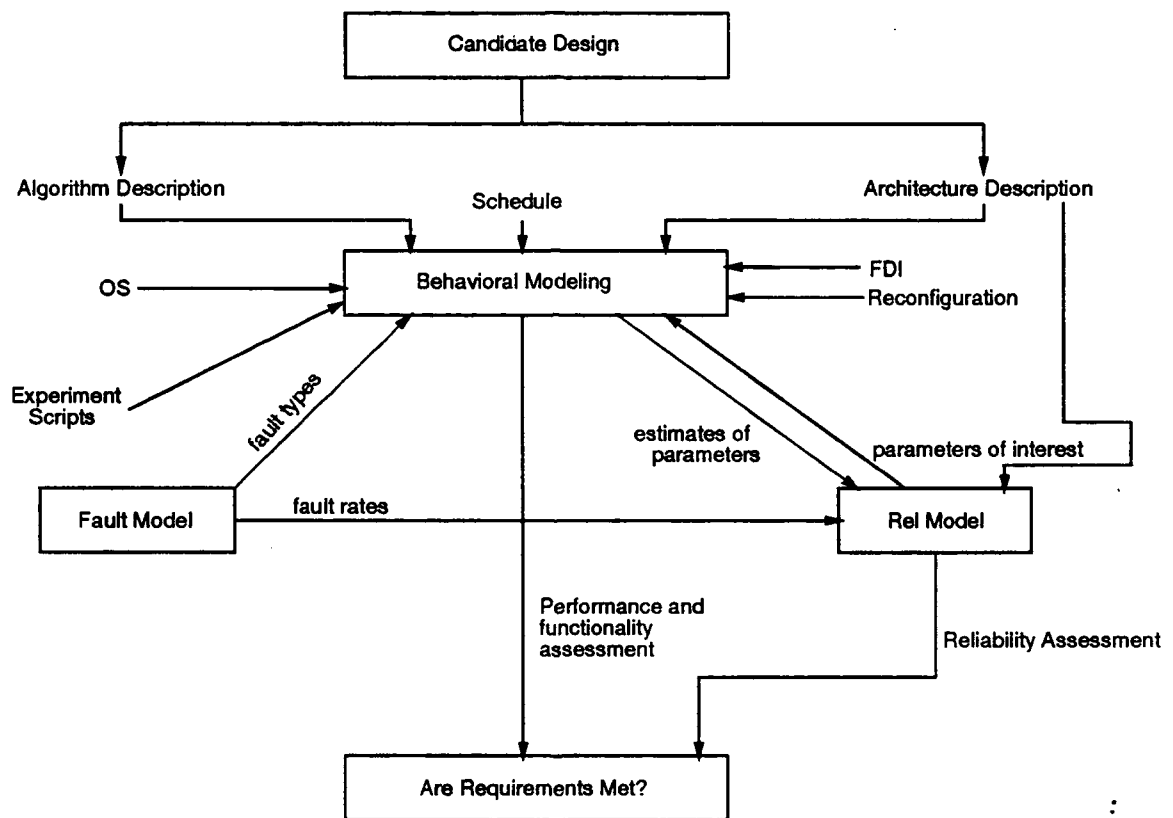 Candidate Design
Algorithm Description
Schedule
Architecture Description
Behavioral Modeling
FDI
OS
Reconfiguration
Experiment
Scripts
fault types
estimates of
parameters
parameters of interest
Fault Model
fault rates
Rel Model
Performance and
functionality
assessment
Reliability Assessment
Are Requirements Met?